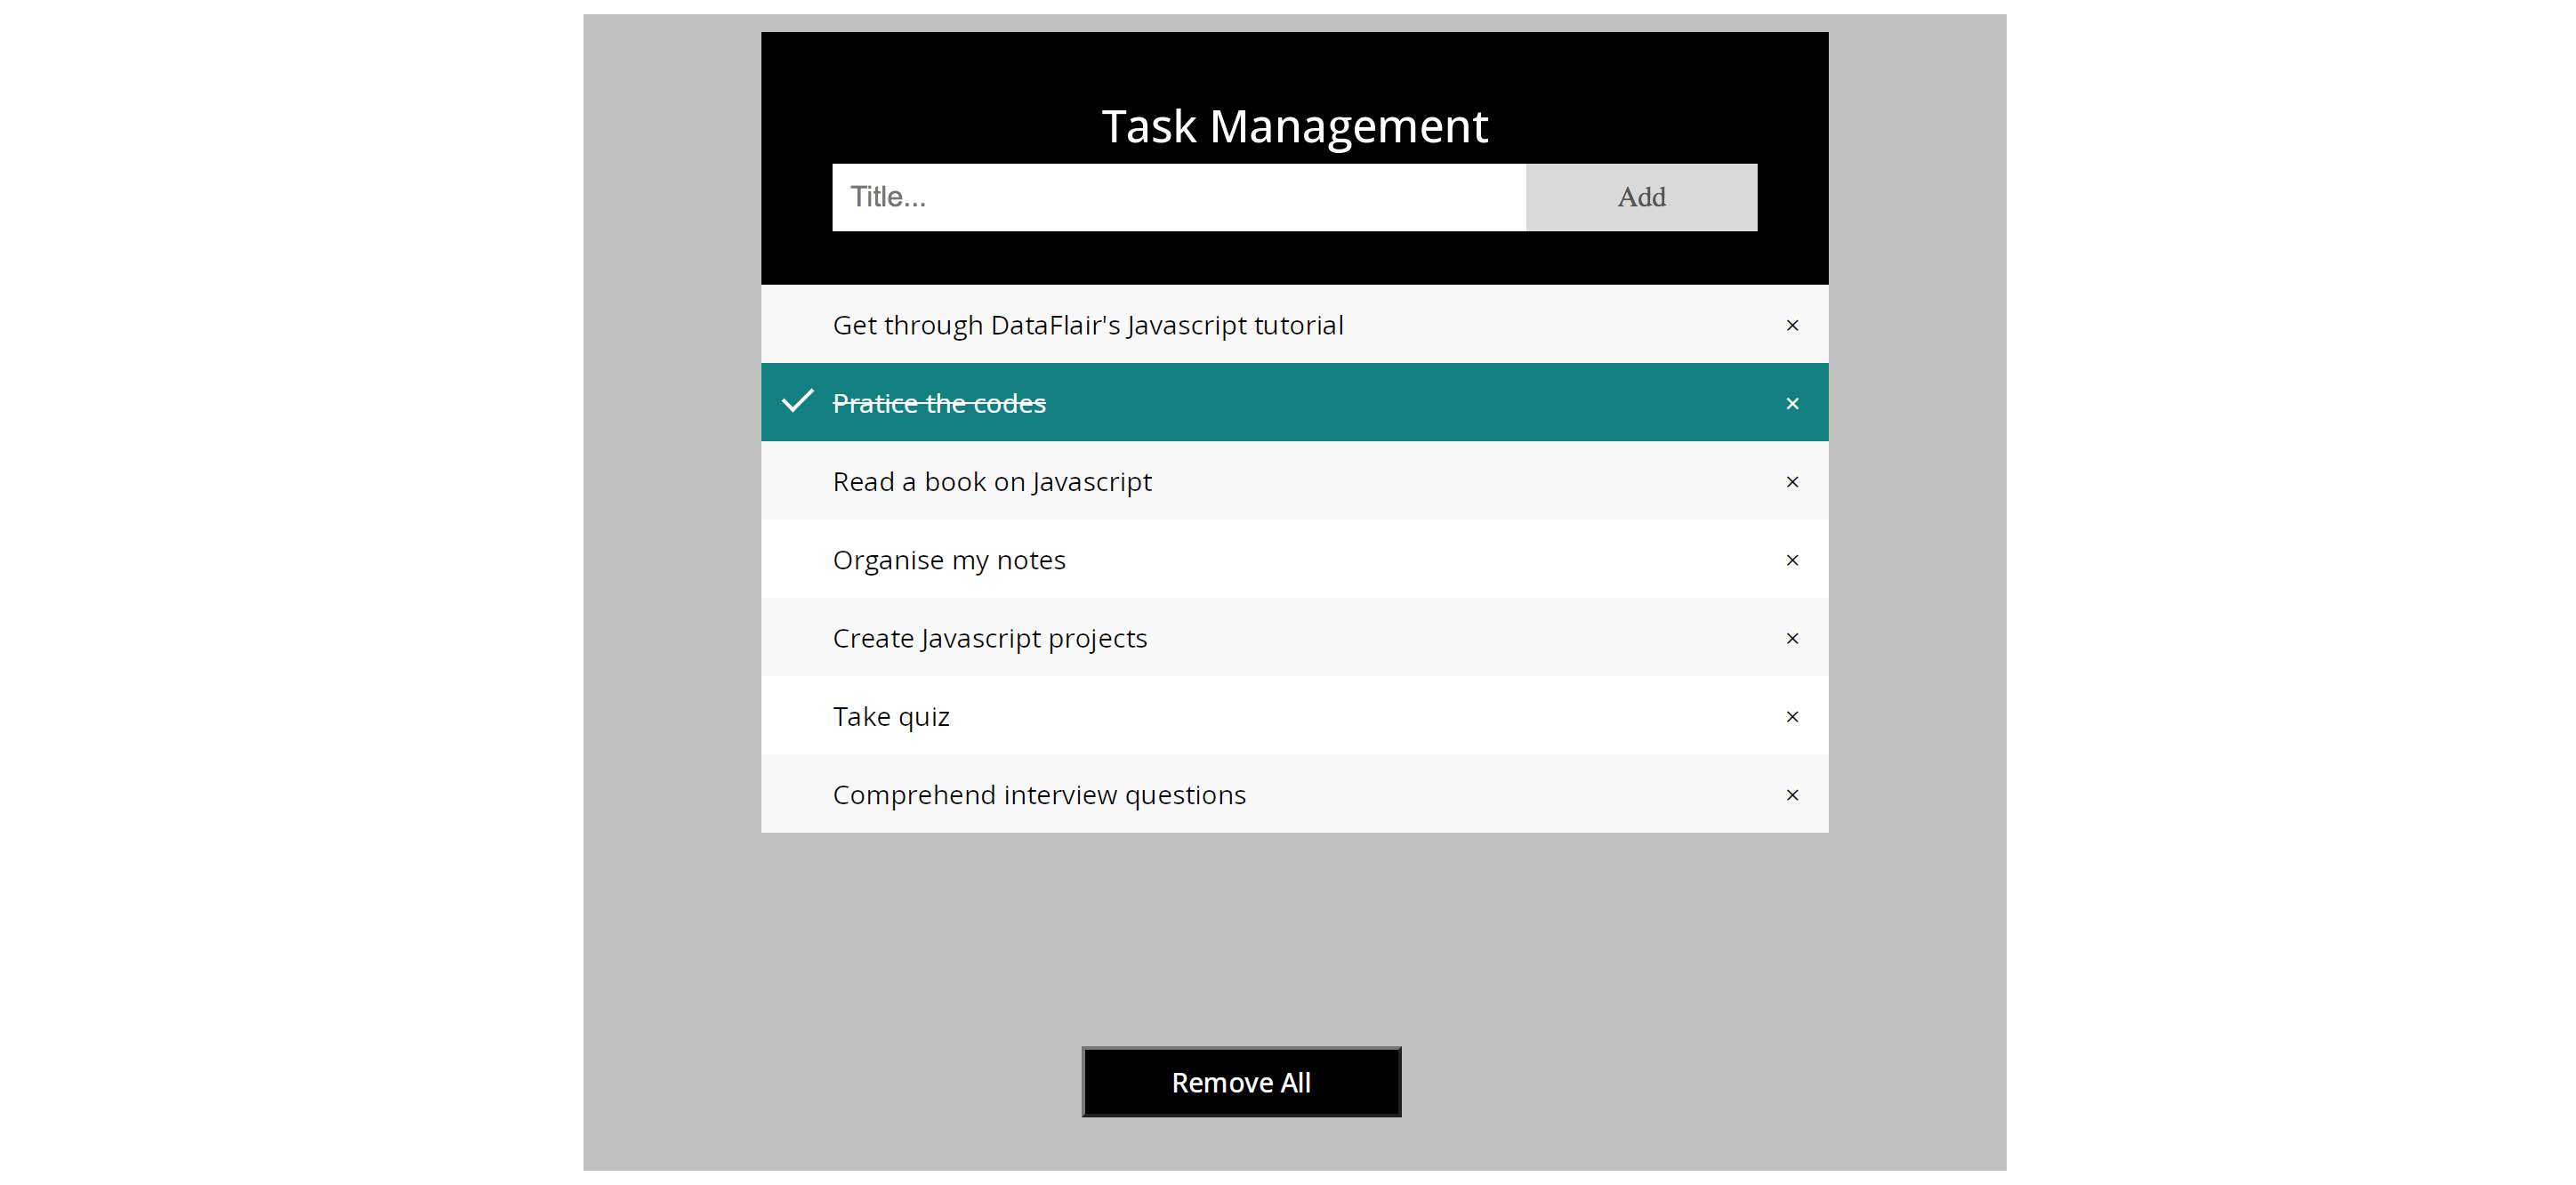 Task Management
Title... Add
Get through DataFlair's Javascript tutorial ×
Pratice the codes ×
Read a book on Javascript ×
Organise my notes ×
Create Javascript projects ×
Take quiz ×
Comprehend interview questions ×
Remove All